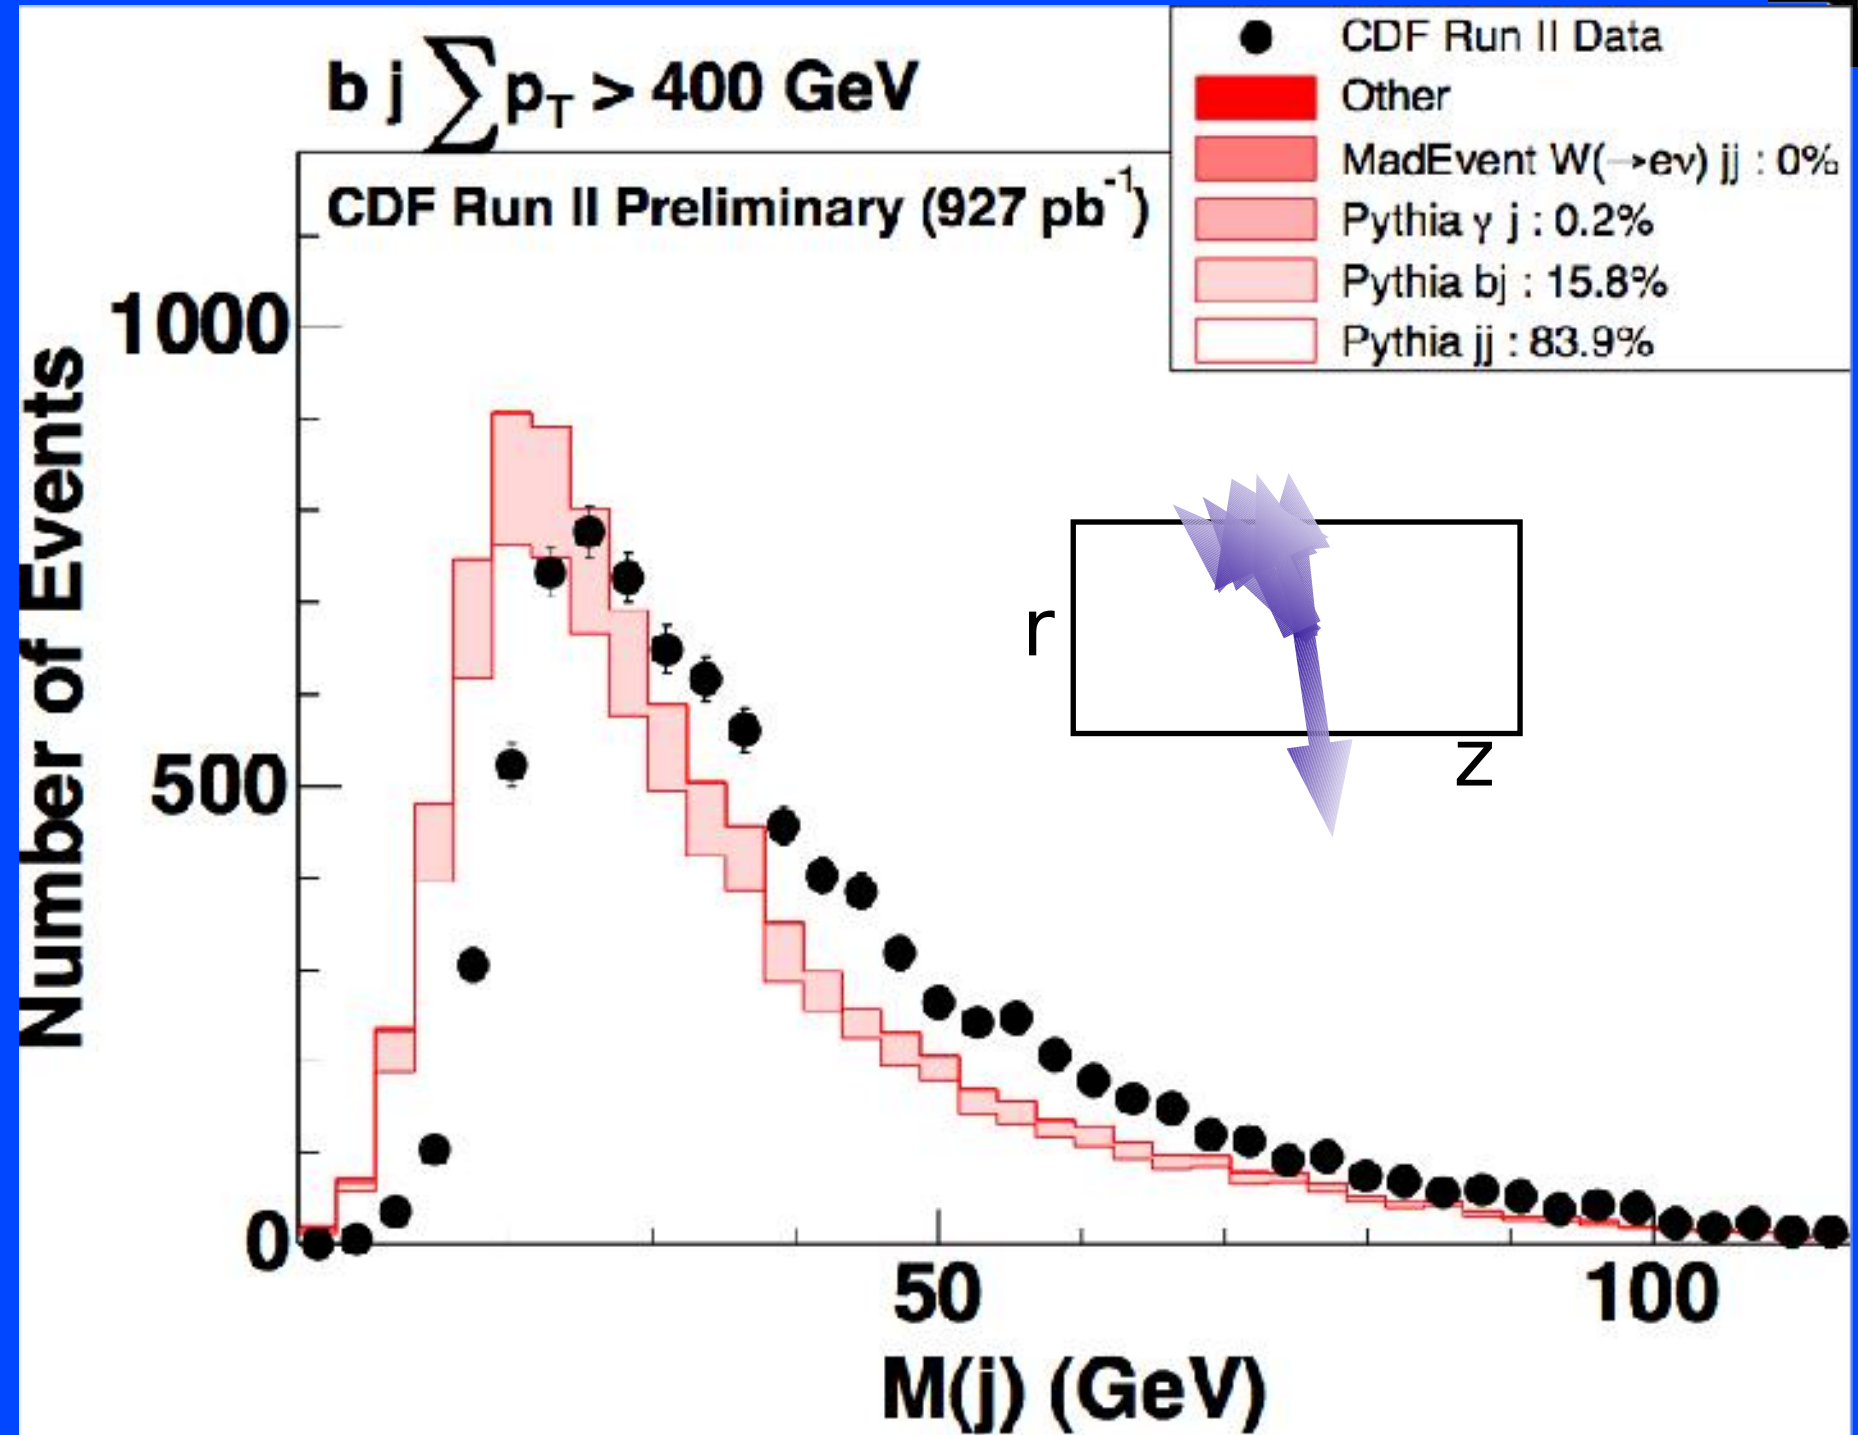 b j ∑ pT > 400 GeV
CDF Run II Preliminary (927 pb-1)
CDF Run II Data
Other
MadEvent W(→eν) jj : 0%
Pythia γ j : 0.2%
Pythia bj : 15.8%
Pythia jj : 83.9%
Number of Events
1000
500
0
r
z
50
100
M(j) (GeV)